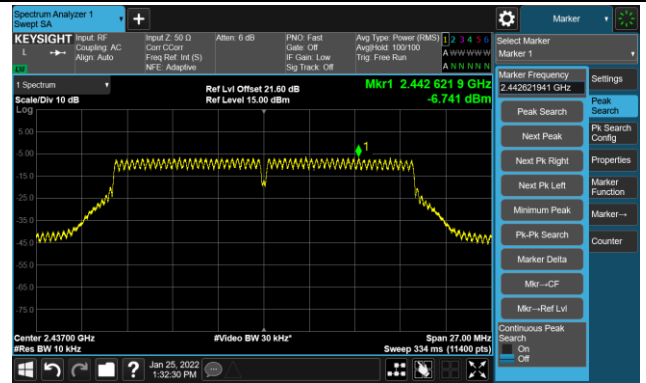 Spectrum Analyzer 1
Swept SA
Marker
KEYSIGHT
Input: RF
Coupling: AC
Align: Auto
Input Z: 50 Ω
Corr CCorr
Freq Ref: Int (S)
NFE: Adaptive
Atten: 6 dB
PNO: Fast
Gate: Off
IF Gain: Low
Sig Track: Off
Avg Type: Power (RMS)
Avg|Hold: 100/100
Trig: Free Run
1 2 3 4 5 6
A W W W W W
A N N N N N
L
Select Marker
Marker 1
1 Spectrum
Scale/Div 10 dB
Log
Ref Lvl Offset 21.60 dB
Ref Level 15.00 dBm
Mkr1 2.442 621 9 GHz
-6.741 dBm
5.00
-5.00
-15.0
-25.0
-35.0
-45.0
-55.0
-65.0
-75.0
1
Center 2.43700 GHz
#Res BW 10 kHz
#Video BW 30 kHz*
Span 27.00 MHz
Sweep 334 ms (11400 pts)
Marker Frequency
2.442621941 GHz
Peak Search
Next Peak
Next Pk Right
Next Pk Left
Minimum Peak
Pk-Pk Search
Marker Delta
Mkr→CF
Mkr→Ref Lvl
Continuous Peak
Search
On
Off
Settings
Peak
Search
Pk Search
Config
Properties
Marker
Function
Marker→
Counter
?
Jan 25, 2022
1:32:30 PM